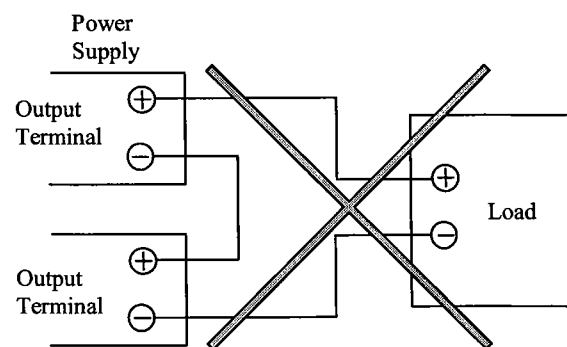 Power
Supply
Output
Terminal
+
−
Output
Terminal
+
−
+
−
Load